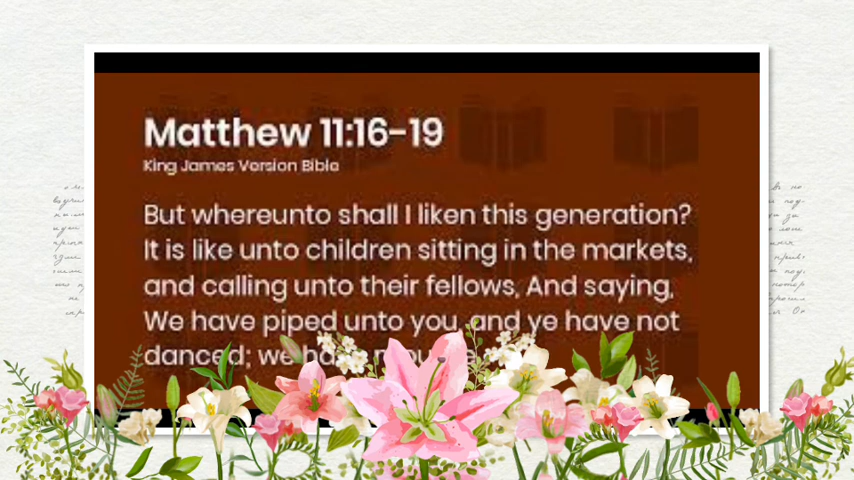 Matthew 11:16-19
King James Version Bible
But whereunto shall I liken this generation?
It is like unto children sitting in the markets,
and calling unto their fellows, And saying,
We have piped unto you, and ye have not
danced; we